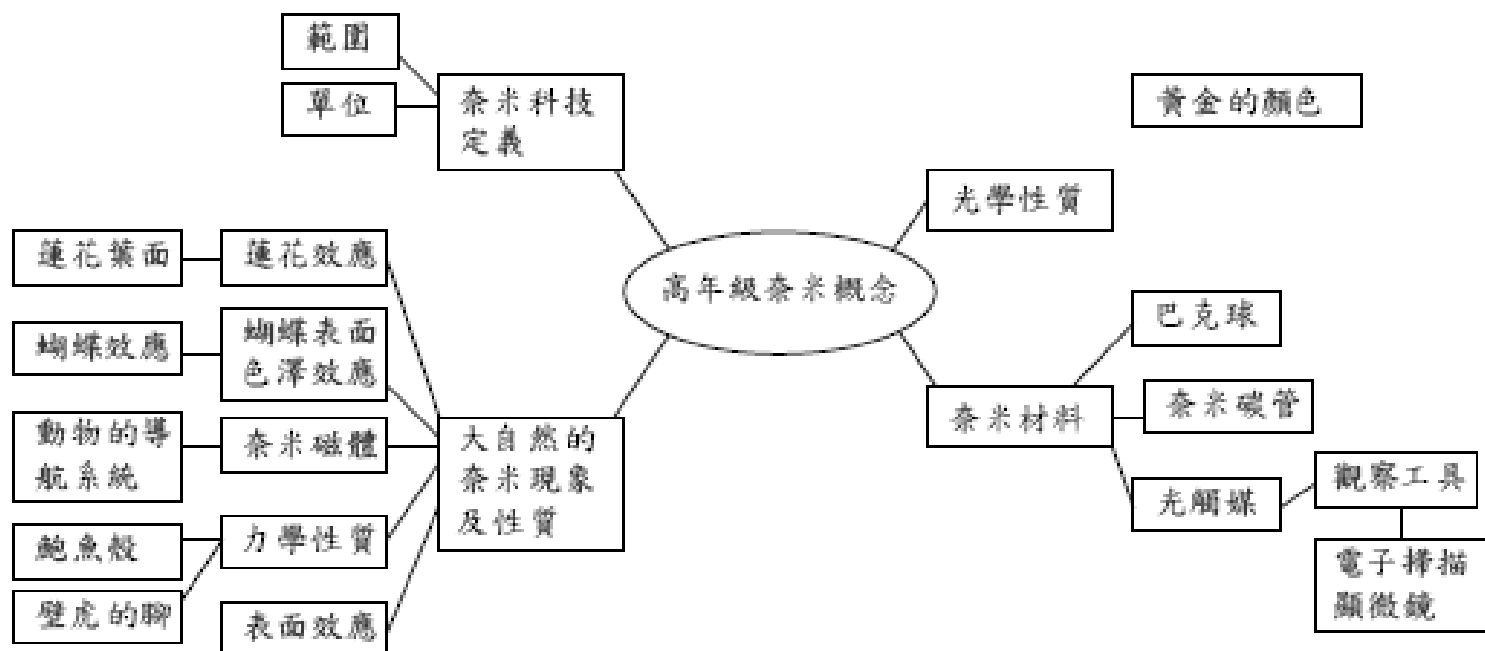 範圍
單位
奈米科技
定義
黃金的顏色
光學性質
高年級奈米概念
蓮花葉面
蓮花效應
蝴蝶效應
蝴蝶表面
色澤效應
動物的導
航系統
奈米磁體
大自然的
奈米現象
及性質
鮑魚殼
力學性質
壁虎的腳
表面效應
巴克球
奈米材料
奈米碳管
光觸媒
觀察工具
電子掃描
顯微鏡